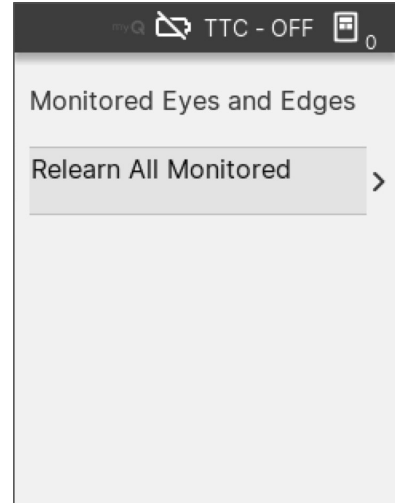 myQ TTC - OFF 0
Monitored Eyes and Edges
Relearn All Monitored